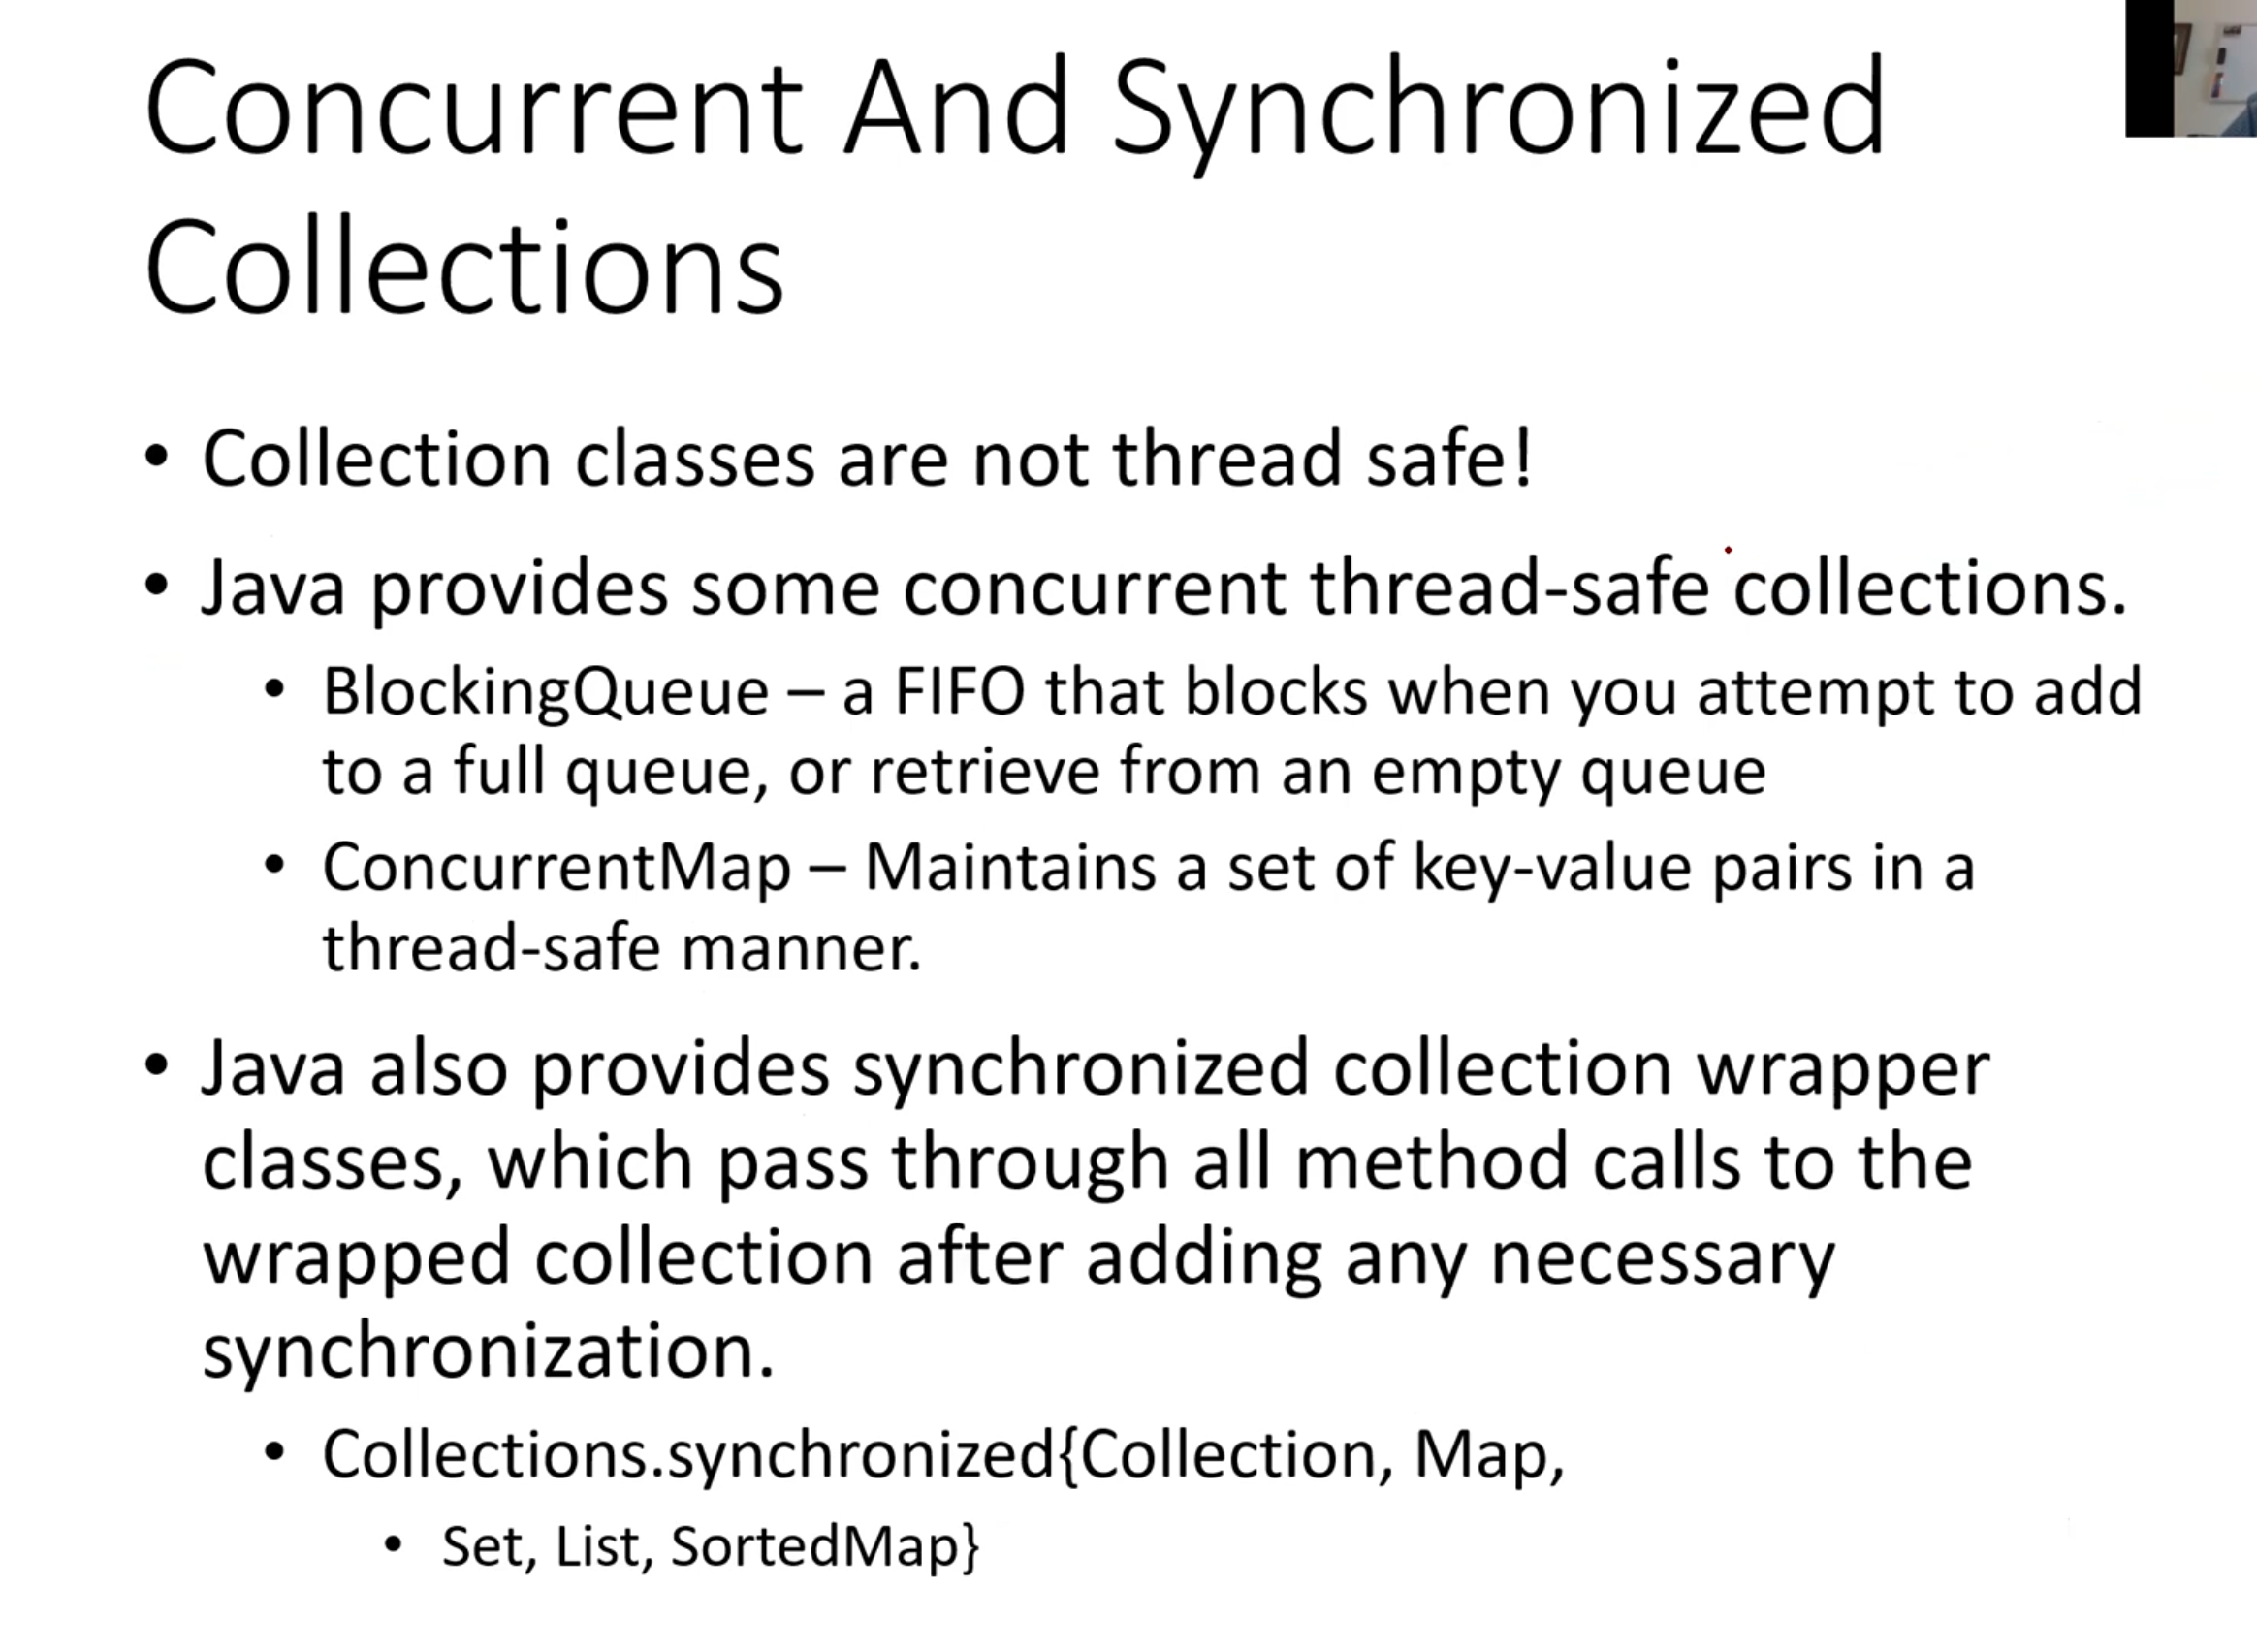 Concurrent And Synchronized
Collections
• Collection classes are not thread safe!
• Java provides some concurrent thread-safe collections.
• BlockingQueue – a FIFO that blocks when you attempt to add
to a full queue, or retrieve from an empty queue
• ConcurrentMap – Maintains a set of key-value pairs in a
thread-safe manner.
• Java also provides synchronized collection wrapper
classes, which pass through all method calls to the
wrapped collection after adding any necessary
synchronization.
• Collections.synchronized{Collection, Map,
• Set, List, SortedMap}